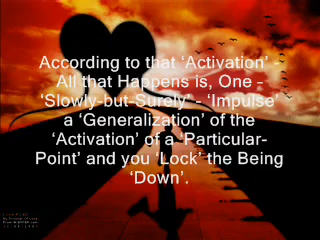 According to that ‘Activation’ -
All that Happens is, One –
‘Slowly-but-Surely’ - ‘Impulse’
a ‘Generalization’ of the
‘Activation’ of a ‘Particular-
Point’ and you ‘Lock’ the Being
‘Down’.